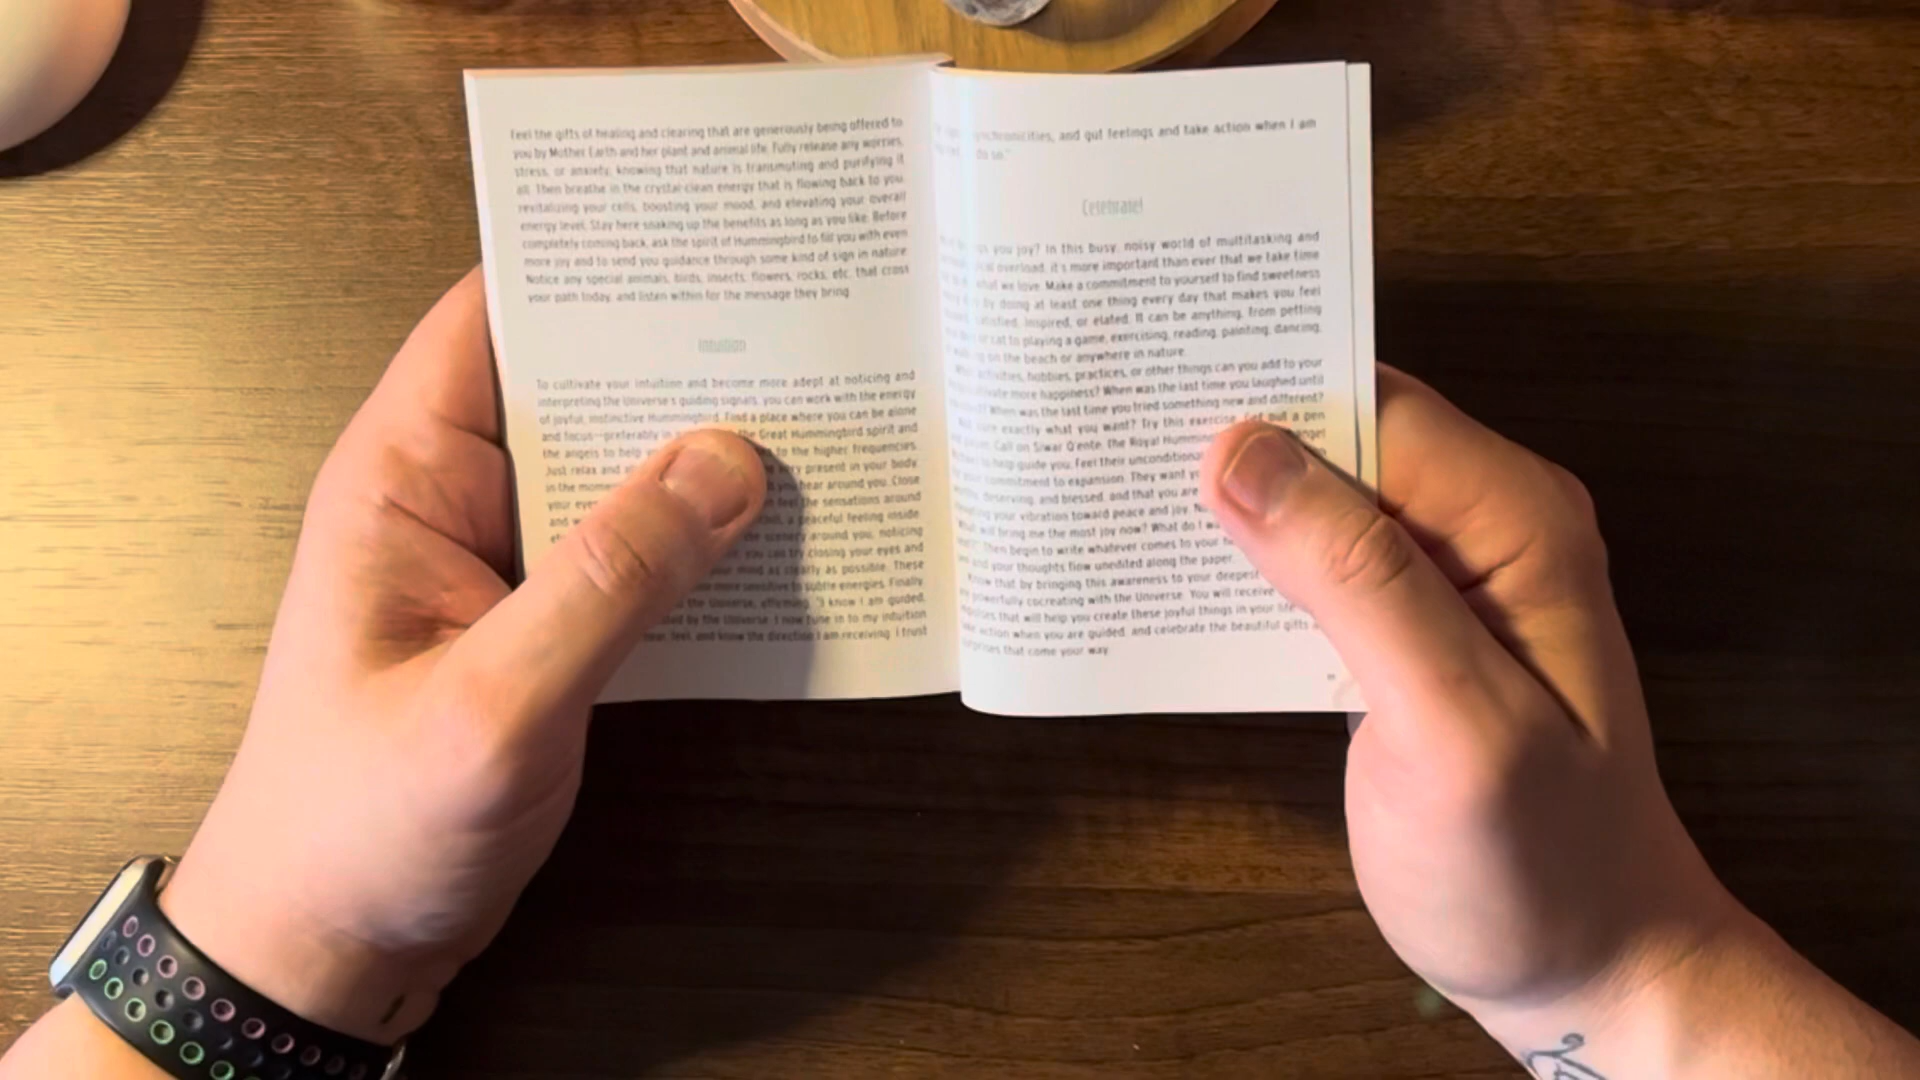 Feel the gifts of healing and clearing that are generously being offered to
you by Mother Earth and her plant and animal life. Fully release any worries,
stress, or anxiety, knowing that nature is transmuting and purifying it
all. Then breathe in the crystal-clean energy that is flowing back to you,
revitalizing your cells, boosting your mood, and elevating your overall
energy level. Stay here soaking up the benefits as long as you like. Before
completely coming back, ask the spirit of Hummingbird to fill you with even
more joy and to send you guidance through some kind of sign in nature.
Notice any special animals, birds, insects, flowers, rocks, etc. that cross
your path today, and listen within for the message they bring.
Intuition
To cultivate your intuition and become more adept at noticing and
interpreting the Universe's guiding signals, you can work with the energy
of joyful, instinctive Hummingbird. Find a place where you can be alone
and focus—preferably in the Great Hummingbird spirit and
the angels to help to the higher frequencies.
Just relax and very present in your body
in the you hear around you. Close
your eyes feel the sensations around
and a peaceful feeling inside.
the scenery around you, noticing
you can try closing your eyes and
your mind as clearly as possible. These
more sensitive to subtle energies. Finally
the Universe, affirming, "I know I am guided,
by the Universe. I now tune in to my intuition
hear, feel, and know the direction I am receiving. I trust
synchronicities, and gut feelings and take action when I am
do so."
Celebrate!
you joy? In this busy, noisy world of multitasking and
overload, it's more important than ever that we take time
what we love. Make a commitment to yourself to find sweetness
by doing at least one thing every day that makes you feel
satisfied, inspired, or elated. It can be anything, from petting
cat to playing a game, exercising, reading, painting, dancing,
on the beach or anywhere in nature.
activities, hobbies, practices, or other things can you add to your
more happiness? When was the last time you laughed until
When was the last time you tried something new and different?
exactly what you want? Try this exercise. Get out a pen
Call on Siwar Q'ente, the Royal angel
to help guide you. Feel their
your commitment to expansion. They want
deserving, and blessed, and that you are
your vibration toward peace and joy.
will bring me the most joy now? What do I
Then begin to write whatever comes to your
and your thoughts flow unedited along the paper.
Know that by bringing this awareness to your deepest
powerfully cocreating with the Universe. You will receive
that will help you create these joyful things in your life
action when you are guided, and celebrate the beautiful gifts
surprises that come your way.